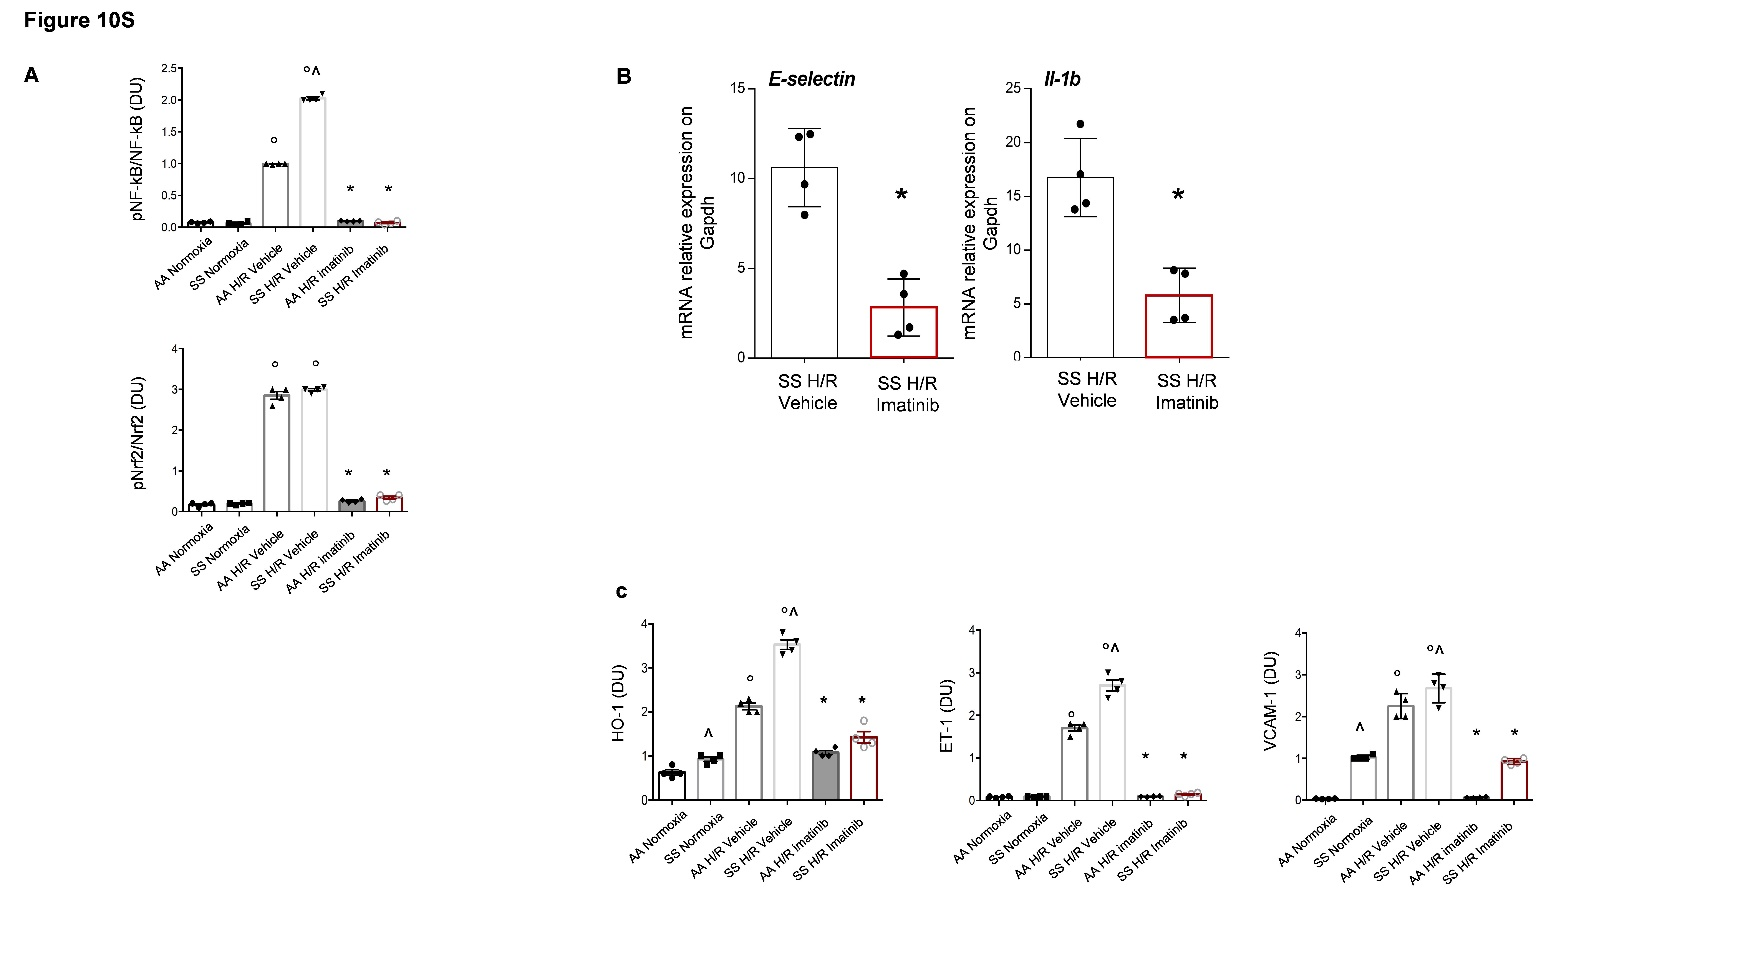 Figure 10S
A
pNF-kB/NF-kB (DU)
2.5
2.0
1.5
1.0
0.5
0.0
° ^
°
*
*
AA Normoxia
SS Normoxia
AA H/R Vehicle
SS H/R Vehicle
AA H/R imatinib
SS H/R Imatinib
pNrf2/Nrf2 (DU)
4
3
2
1
0
°
°
*
*
AA Normoxia
SS Normoxia
AA H/R Vehicle
SS H/R Vehicle
AA H/R imatinib
SS H/R Imatinib
B
E-selectin
mRNA relative expression on
Gapdh
15
10
5
0
*
SS H/R
Vehicle
SS H/R
Imatinib
Il-1b
mRNA relative expression on
Gapdh
25
20
15
10
5
0
*
SS H/R
Vehicle
SS H/R
Imatinib
c
HO-1 (DU)
4
3
2
1
0
^
°
° ^
*
*
AA Normoxia
SS Normoxia
AA H/R Vehicle
SS H/R Vehicle
AA H/R imatinib
SS H/R Imatinib
ET-1 (DU)
4
3
2
1
0
°
° ^
*
*
AA Normoxia
SS Normoxia
AA H/R Vehicle
SS H/R Vehicle
AA H/R imatinib
SS H/R Imatinib
VCAM-1 (DU)
4
3
2
1
0
^
°
° ^
*
*
AA Normoxia
SS Normoxia
AA H/R Vehicle
SS H/R Vehicle
AA H/R imatinib
SS H/R Imatinib